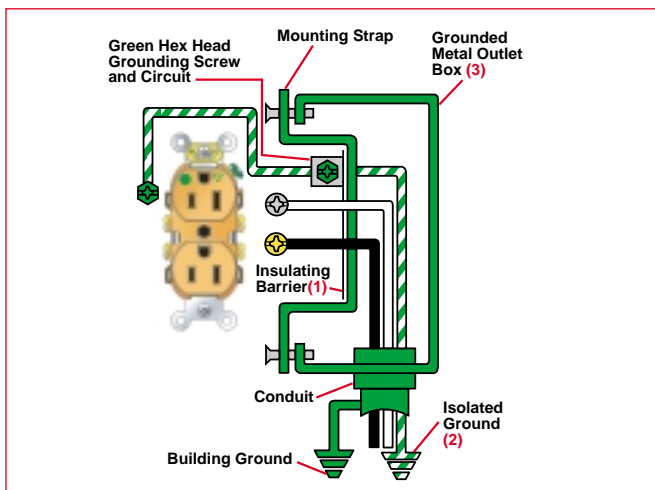 Green Hex Head
Grounding Screw
and Circuit
Mounting Strap
Grounded
Metal Outlet
Box (3)
Insulating
Barrier(1)
Conduit
Isolated
Ground
(2)
Building Ground